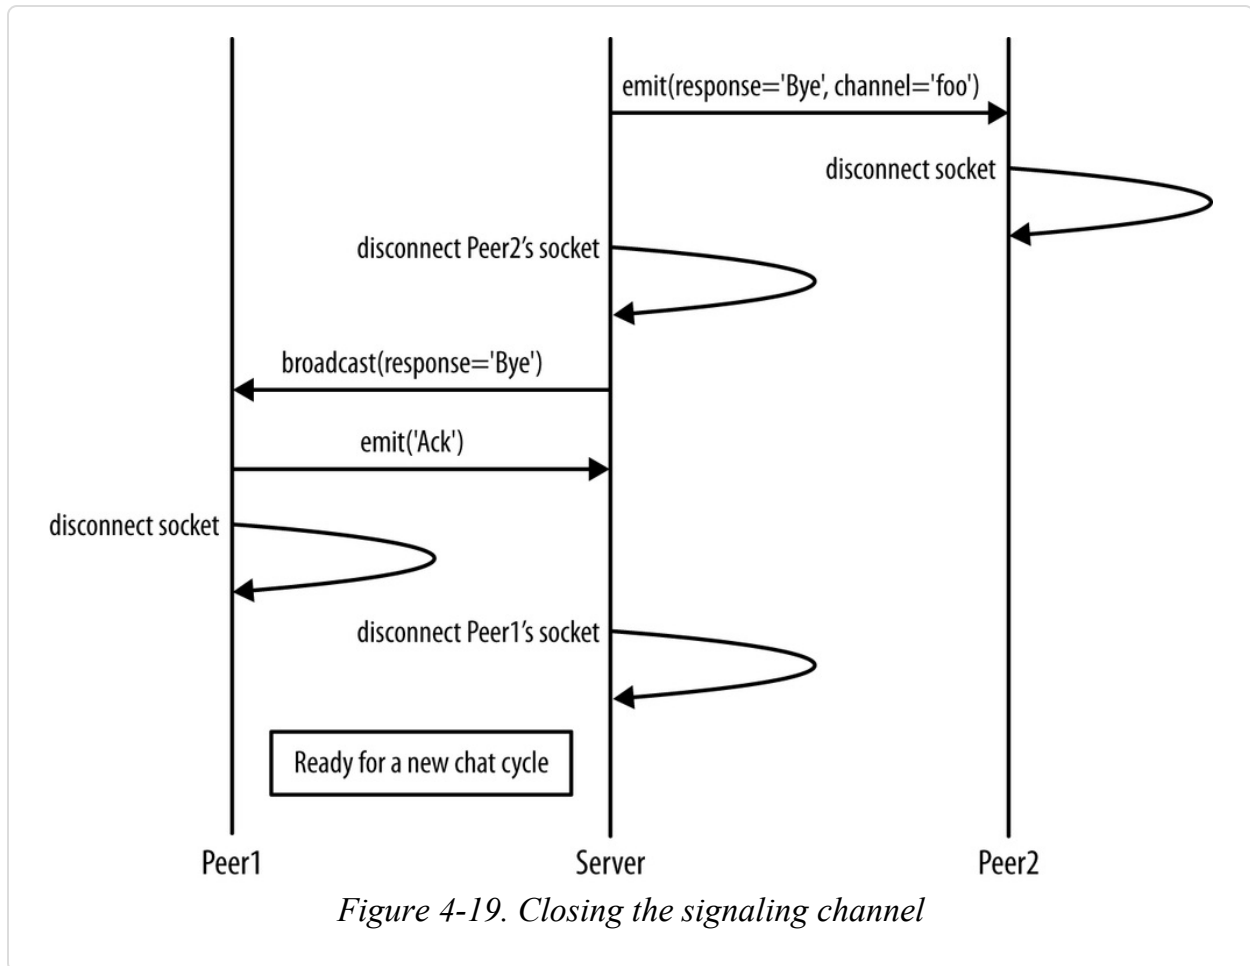 emit(response='Bye', channel='foo')
disconnect socket
disconnect Peer2’s socket
broadcast(response='Bye')
emit('Ack')
disconnect socket
disconnect Peer1’s socket
Ready for a new chat cycle
Peer1 Server Peer2
Figure 4-19. Closing the signaling channel